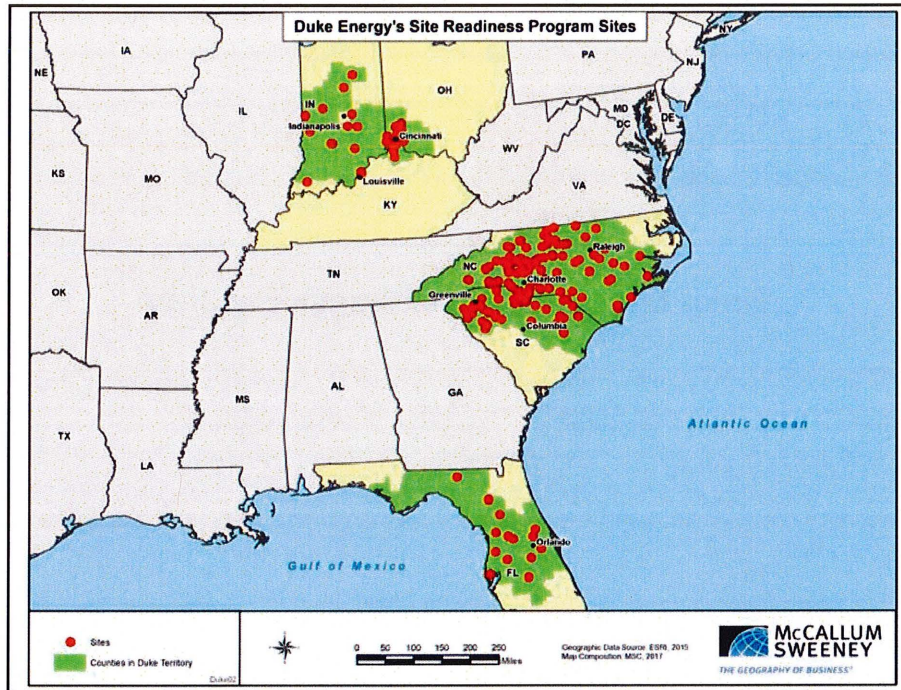 Duke Energy's Site Readiness Program Sites
NY
IA
PA
NE
NJ
OH
IL
IN
MD
DE
Indianapolis
DC
Cincinnati
WV
KS
MO
Louisville
VA
KY
Raleigh
NC
TN
Charlotte
OK
Greenville
AR
Columbia
SC
MS
AL
GA
Atlantic Ocean
TX
LA
Orlando
Gulf of Mexico
FL
Sites
Counties in Duke Territory
Duke02
0 50 100 150 200 250
Miles
Geographic Data Source: ESRI, 2015
Map Composition: MSC, 2017
McCALLUM
SWEENEY
THE GEOGRAPHY OF BUSINESS®